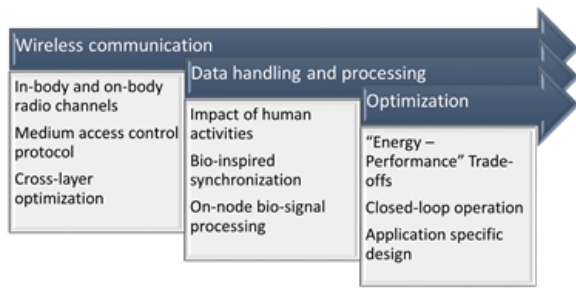 Wireless communication
In-body and on-body
radio channels
Medium access control
protocol
Cross-layer
optimization
Data handling and processing
Impact of human
activities
Bio-inspired
synchronization
On-node bio-signal
processing
Optimization
“Energy –
Performance” Trade-
offs
Closed-loop operation
Application specific
design